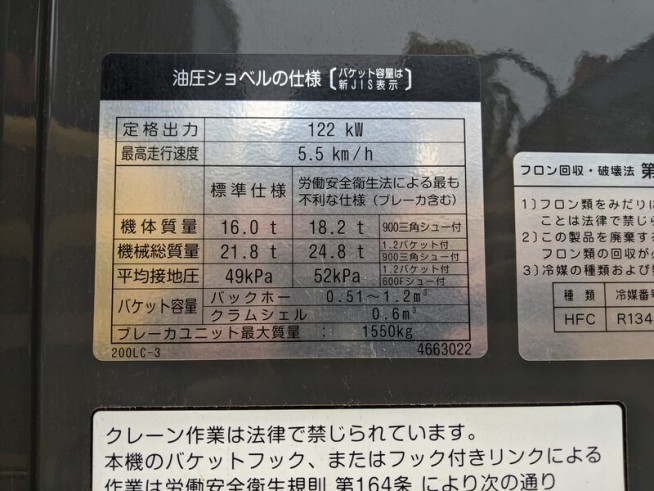 油圧ショベルの仕様〔バケット容量は新JIS表示〕
定格出力 122 kW
最高走行速度 5.5 km/h
標準仕様 労働安全衛生法による最も不利な仕様（ブレーカ含む）
機体質量 16.0 t 18.2 t 900三角シュー付
機械総質量 21.8 t 24.8 t 1.2バケット付 900三角シュー付
平均接地圧 49kPa 52kPa 1.2バケット付 600Fシュー付
バケット容量 バックホー 0.51～1.2m³
クラムシェル 0.6m³
ブレーカユニット最大質量 : 1550kg
200LC-3 4663022
フロン回収・破壊法 第
1）フロン類をみだりに
ことは法律で禁じら
2）この製品を廃棄する
フロン類の回収が
3）冷媒の種類および
種 類 冷媒番
HFC R134
クレーン作業は法律で禁じられています。
本機のバケットフック、またはフック付きリンクによる
作業は労働安全衛生規則 第164条 により次の通り